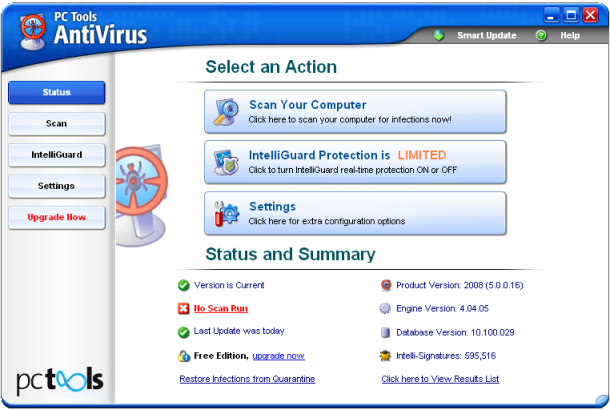 PC Tools
AntiVirus
Smart Update
Help
Select an Action
Status
Scan
IntelliGuard
Settings
Upgrade Now
Scan Your Computer
Click here to scan your computer for infections now!
IntelliGuard Protection is LIMITED
Click to turn IntelliGuard real-time protection ON or OFF
Settings
Click here for extra configuration options
Status and Summary
Version is Current
Product Version: 2008 (5.0.0.16)
No Scan Run
Engine Version: 4.04.05
Last Update was today
Database Version: 10.100.029
Free Edition, upgrade now
Intelli-Signatures: 595,516
Restore Infections from Quarantine
Click here to View Results List
pctools